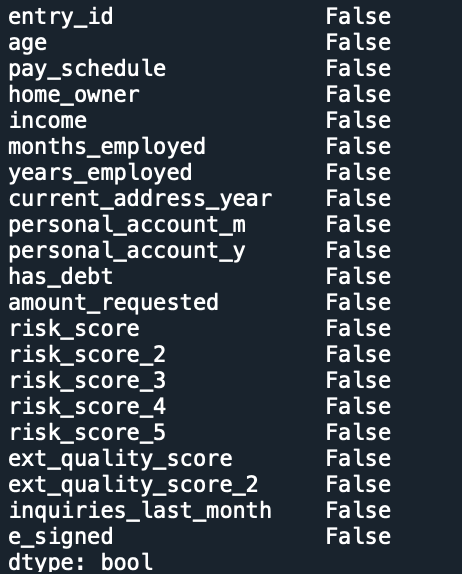 entry_id False
age False
pay_schedule False
home_owner False
income False
months_employed False
years_employed False
current_address_year False
personal_account_m False
personal_account_y False
has_debt False
amount_requested False
risk_score False
risk_score_2 False
risk_score_3 False
risk_score_4 False
risk_score_5 False
ext_quality_score False
ext_quality_score_2 False
inquiries_last_month False
e_signed False
dtype: bool